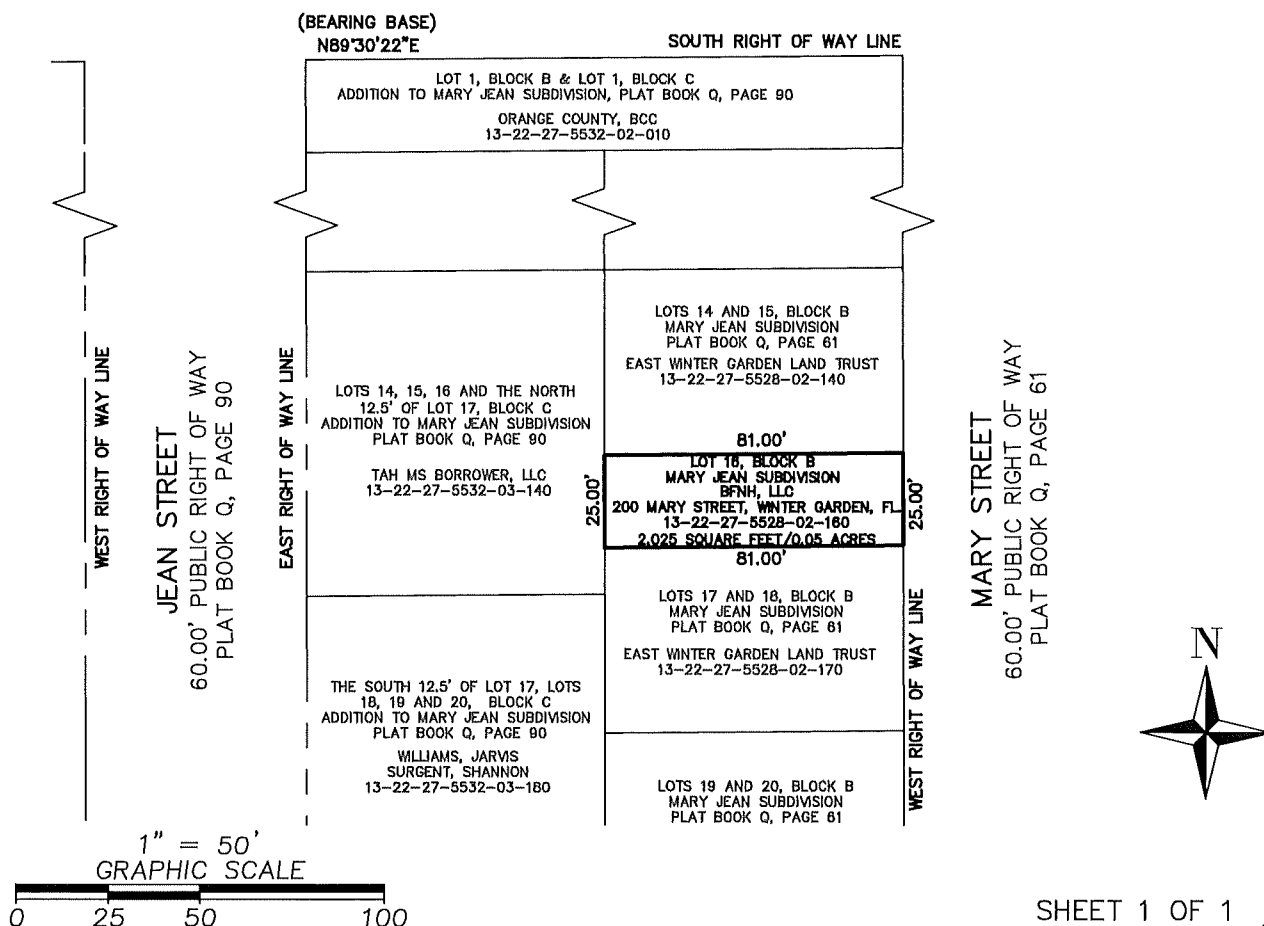 (BEARING BASE)
N89°30'22"E
SOUTH RIGHT OF WAY LINE
LOT 1, BLOCK B & LOT 1, BLOCK C
ADDITION TO MARY JEAN SUBDIVISION, PLAT BOOK Q, PAGE 90
ORANGE COUNTY, BCC
13-22-27-5532-02-010
WEST RIGHT OF WAY LINE
JEAN STREET
60.00' PUBLIC RIGHT OF WAY
PLAT BOOK Q, PAGE 90
EAST RIGHT OF WAY LINE
LOTS 14, 15, 16 AND THE NORTH
12.5' OF LOT 17, BLOCK C
ADDITION TO MARY JEAN SUBDIVISION
PLAT BOOK Q, PAGE 90
TAH MS BORROWER, LLC
13-22-27-5532-03-140
THE SOUTH 12.5' OF LOT 17, LOTS
18, 19 AND 20, BLOCK C
ADDITION TO MARY JEAN SUBDIVISION
PLAT BOOK Q, PAGE 90
WILLIAMS, JARVIS
SURGENT, SHANNON
13-22-27-5532-03-180
LOTS 14 AND 15, BLOCK B
MARY JEAN SUBDIVISION
PLAT BOOK Q, PAGE 61
EAST WINTER GARDEN LAND TRUST
13-22-27-5528-02-140
81.00'
25.00'
LOT 16, BLOCK B
MARY JEAN SUBDIVISION
BFNH, LLC
200 MARY STREET, WINTER GARDEN, FL
13-22-27-5528-02-160
2,025 SQUARE FEET/0.05 ACRES
25.00'
81.00'
LOTS 17 AND 18, BLOCK B
MARY JEAN SUBDIVISION
PLAT BOOK Q, PAGE 61
EAST WINTER GARDEN LAND TRUST
13-22-27-5528-02-170
LOTS 19 AND 20, BLOCK B
MARY JEAN SUBDIVISION
PLAT BOOK Q, PAGE 61
WEST RIGHT OF WAY LINE
MARY STREET
60.00' PUBLIC RIGHT OF WAY
PLAT BOOK Q, PAGE 61
N
1" = 50'
GRAPHIC SCALE
0 25 50 100
SHEET 1 OF 1